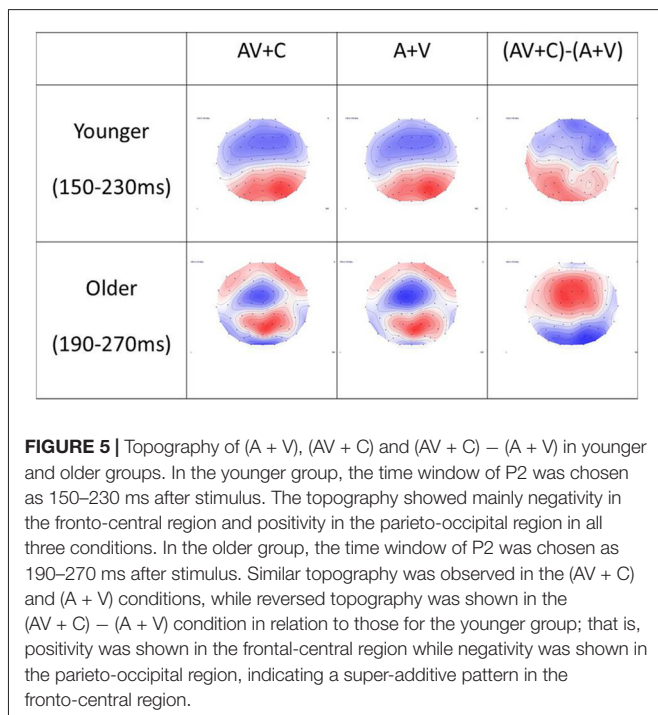 AV+C A+V (AV+C)-(A+V)
Younger
(150-230ms)
Older
(190-270ms)
FIGURE 5 | Topography of (A + V), (AV + C) and (AV + C) − (A + V) in younger
and older groups. In the younger group, the time window of P2 was chosen
as 150–230 ms after stimulus. The topography showed mainly negativity in
the fronto-central region and positivity in the parieto-occipital region in all
three conditions. In the older group, the time window of P2 was chosen as
190–270 ms after stimulus. Similar topography was observed in the (AV + C)
and (A + V) conditions, while reversed topography was shown in the
(AV + C) − (A + V) condition in relation to those for the younger group; that is,
positivity was shown in the frontal-central region while negativity was shown in
the parieto-occipital region, indicating a super-additive pattern in the
fronto-central region.